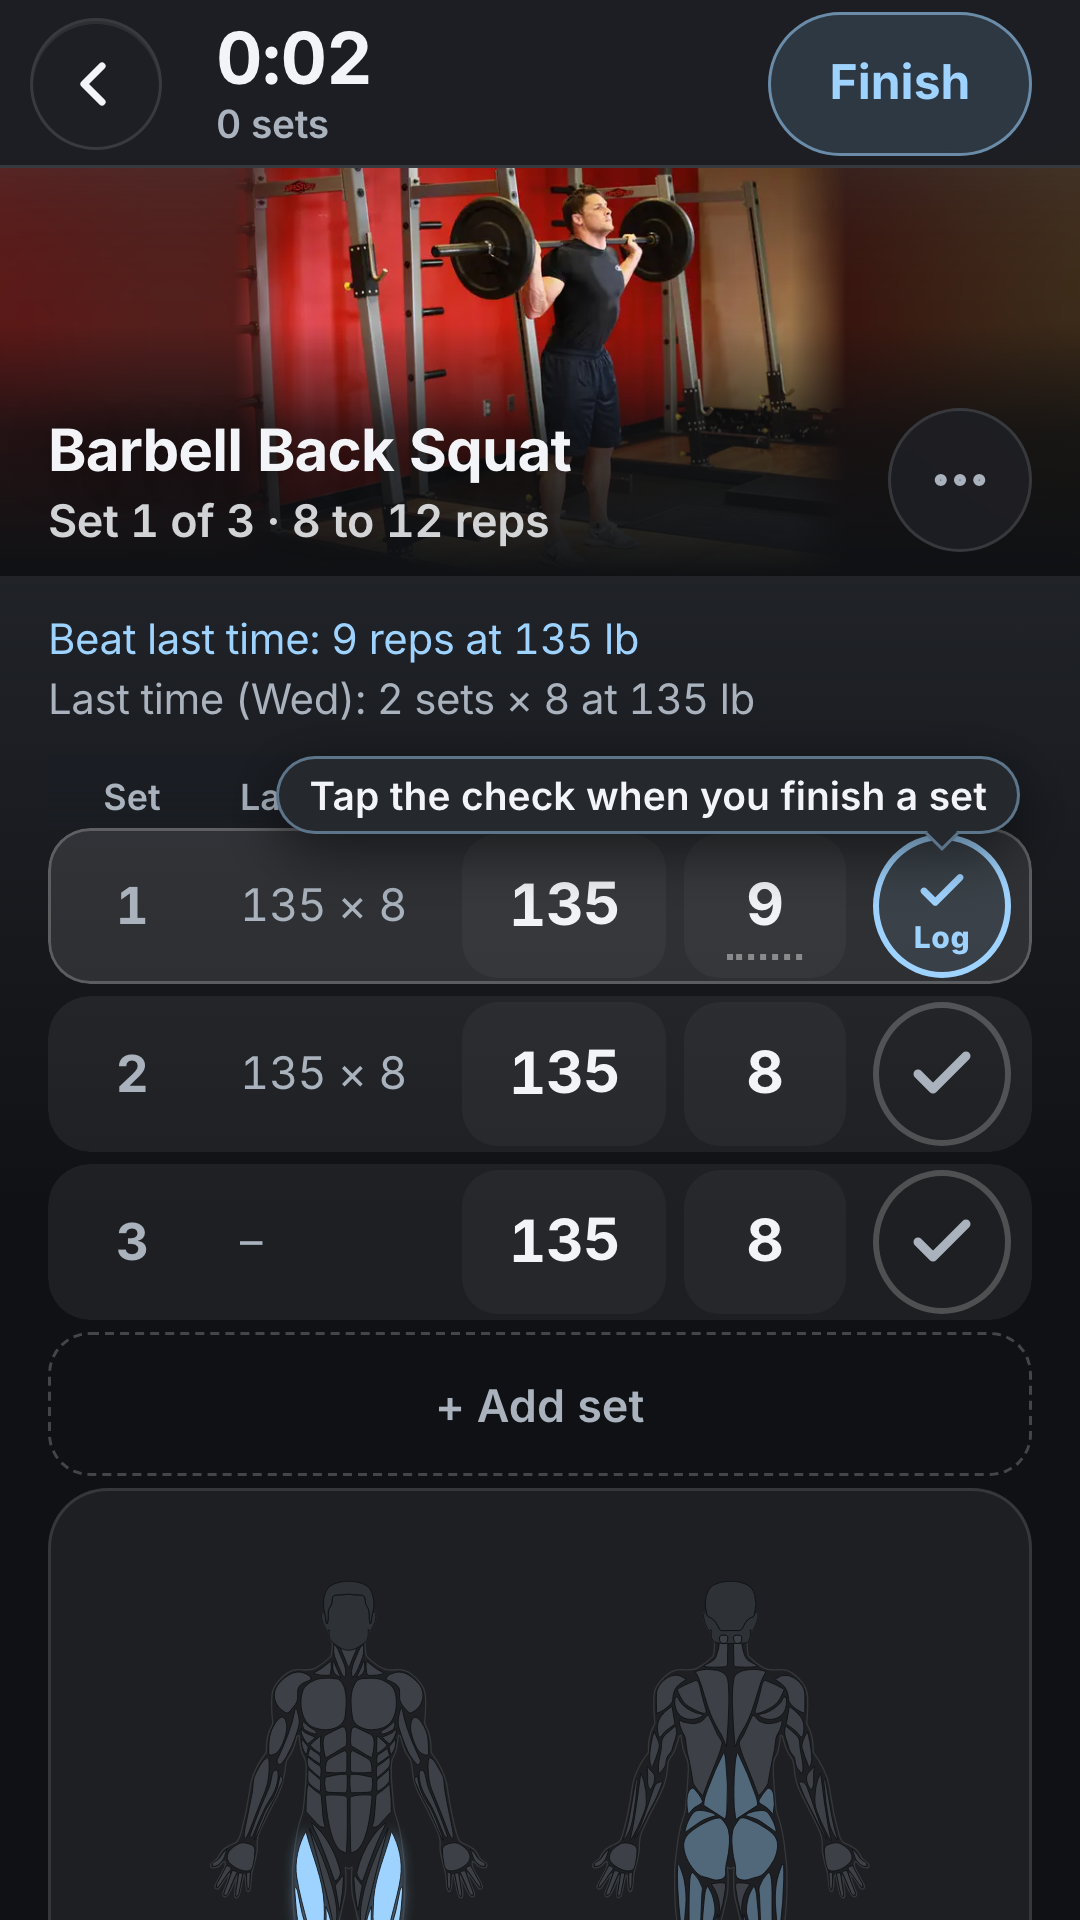 0:02
0 sets
Finish
Barbell Back Squat
Set 1 of 3 · 8 to 12 reps
Beat last time: 9 reps at 135 lb
Last time (Wed): 2 sets × 8 at 135 lb
Set
Tap the check when you finish a set
1 135 × 8 135 9 Log
2 135 × 8 135 8
3 – 135 8
+ Add set